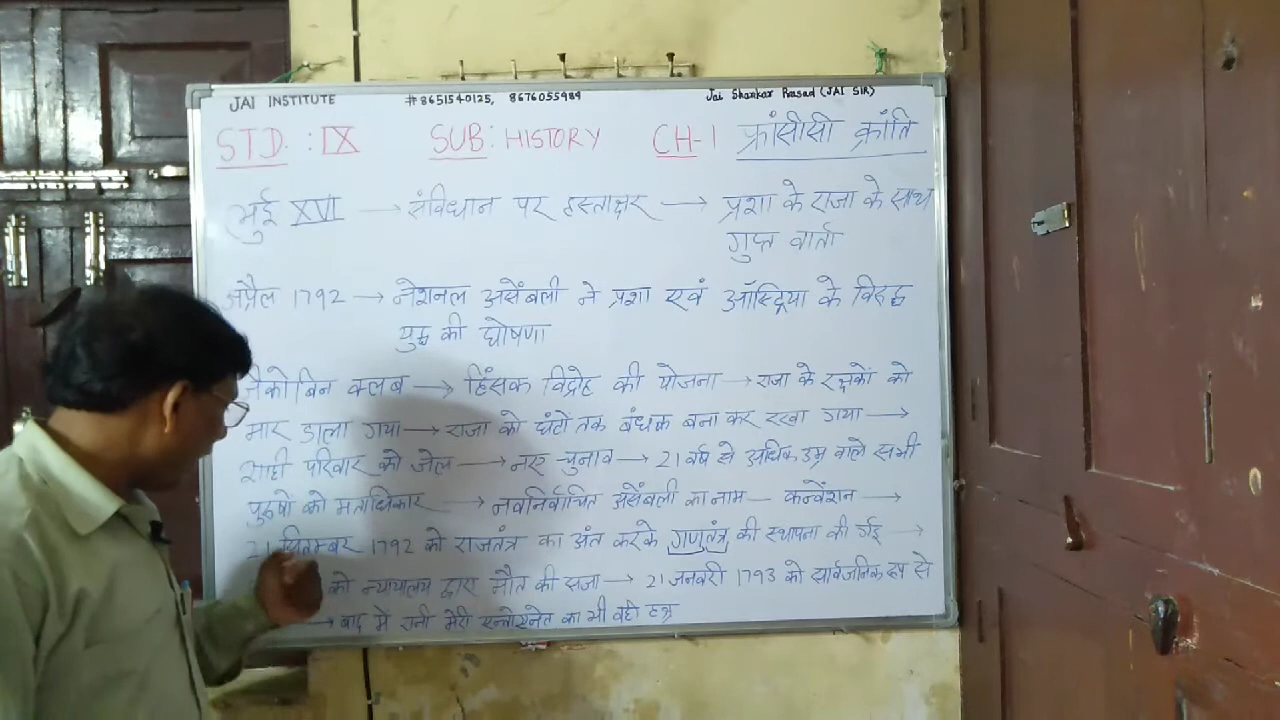 JAI INSTITUTE #8651540125, 8676055989 Jai Shankar Prasad (JAI SIR)
STD. : IX SUB : HISTORY CH-1 फ्रांसीसी क्रांति
लुई XVI → संविधान पर हस्ताक्षर → प्रशा के राजा के साथ
गुप्त वार्ता
अप्रैल 1792 → नेशनल असेंबली ने प्रशा एवं ऑस्ट्रिया के विरुद्ध
युद्ध की घोषणा
जैकोबिन क्लब → हिंसक विद्रोह की योजना → राजा के रक्षकों को
मार डाला गया → राजा को घंटो तक बंधक बना कर रखा गया →
शाही परिवार को जेल → नए चुनाव → 21 वर्ष से अधिक उम्र वाले सभी
पुरुषों को मताधिकार → नवनिर्वाचित असेंबली का नाम — कन्वेंशन →
21 सितम्बर 1792 को राजतंत्र का अंत करके गणतंत्र की स्थापना की गई →
को न्यायालय द्वारा मौत की सजा → 21 जनवरी 1793 को सार्वजनिक रूप से
→ बाद में रानी मेरी एन्तोएनेत का भी वही हश्र